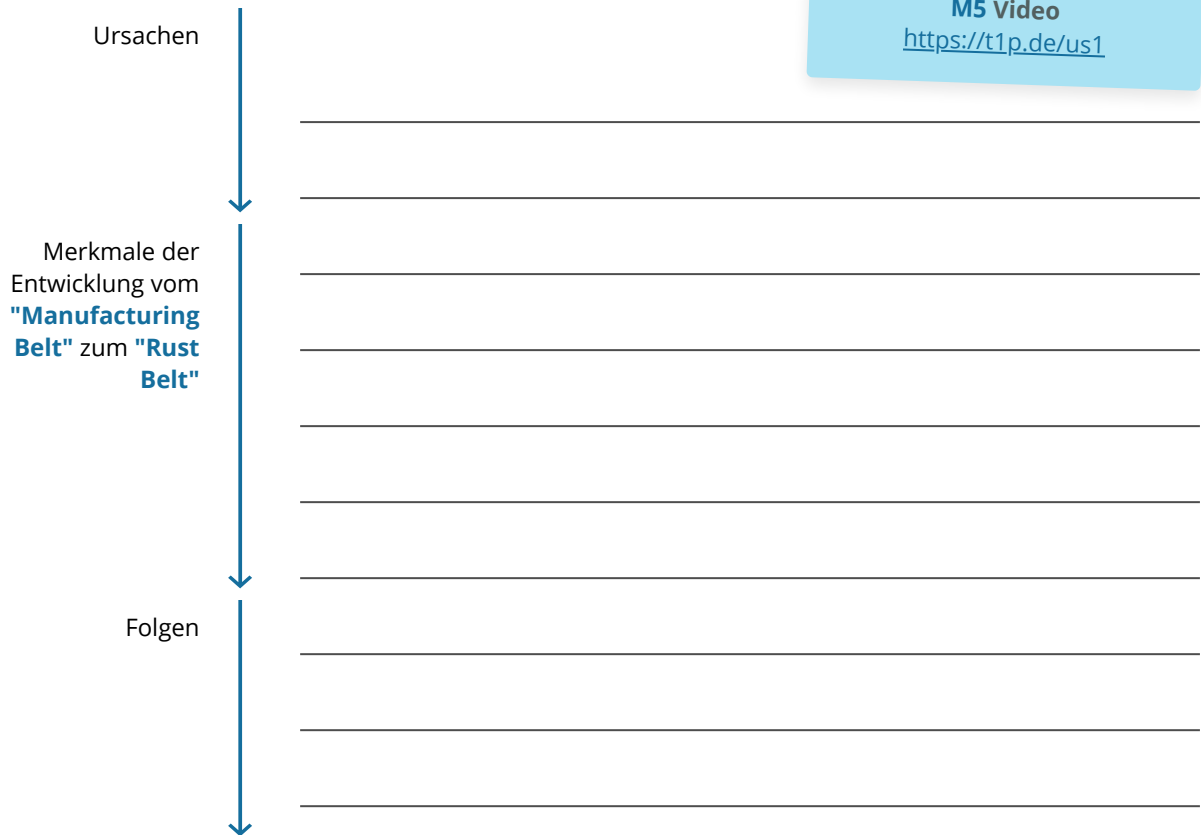 M5 Video
https://t1p.de/us1
Ursachen
Merkmale der
Entwicklung vom
"Manufacturing
Belt" zum "Rust
Belt"
Folgen